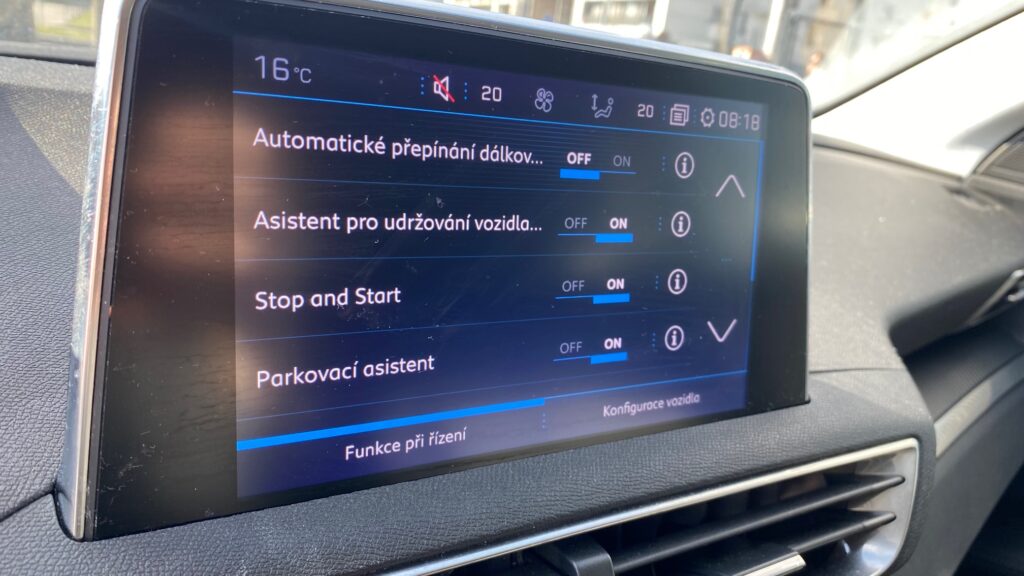 16°C 20 20 08:18
Automatické přepínání dálkov... OFF ON
Asistent pro udržování vozidla... OFF ON
Stop and Start OFF ON
Parkovací asistent OFF ON
Funkce při řízení Konfigurace vozidla